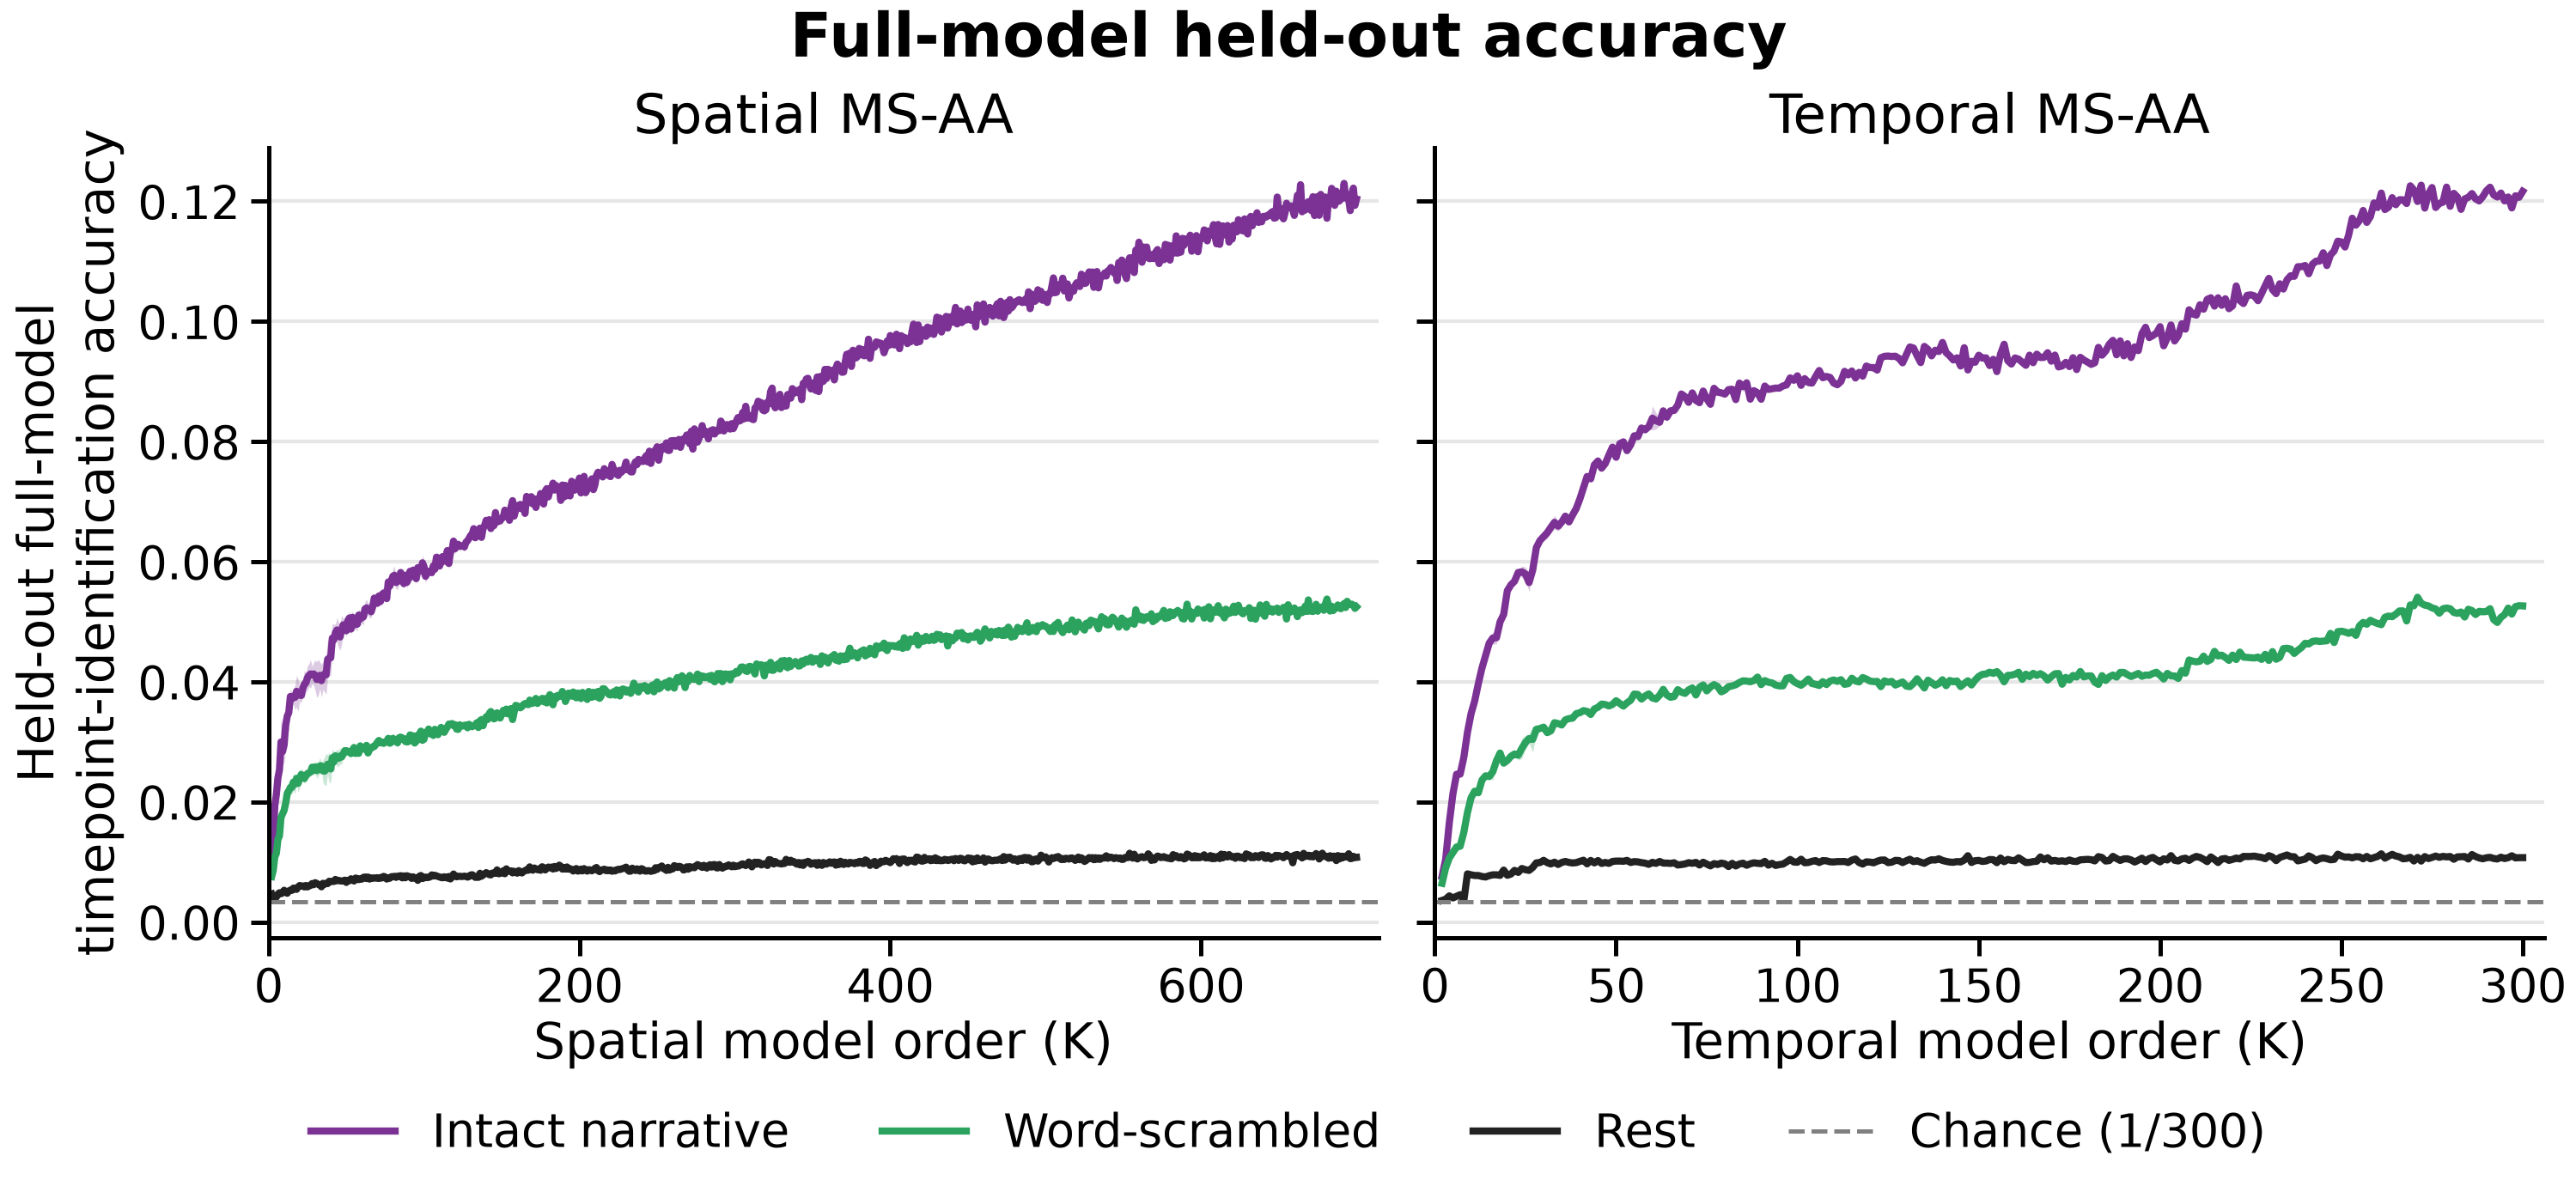 Full-model held-out accuracy
Spatial MS-AA
Temporal MS-AA
Held-out full-model
timepoint-identification accuracy
0.12
0.10
0.08
0.06
0.04
0.02
0.00
0
200
400
600
0
50
100
150
200
250
300
Spatial model order (K)
Temporal model order (K)
Intact narrative
Word-scrambled
Rest
Chance (1/300)